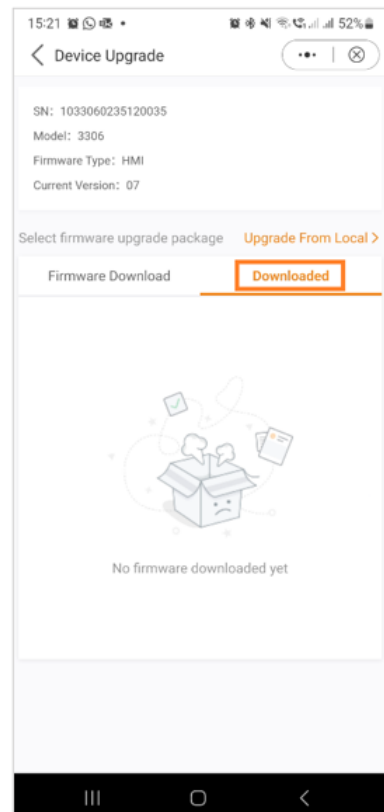 15:21 52%
Device Upgrade
SN: 1033060235120035
Model: 3306
Firmware Type: HMI
Current Version: 07
Select firmware upgrade package Upgrade From Local >
Firmware Download Downloaded
No firmware downloaded yet